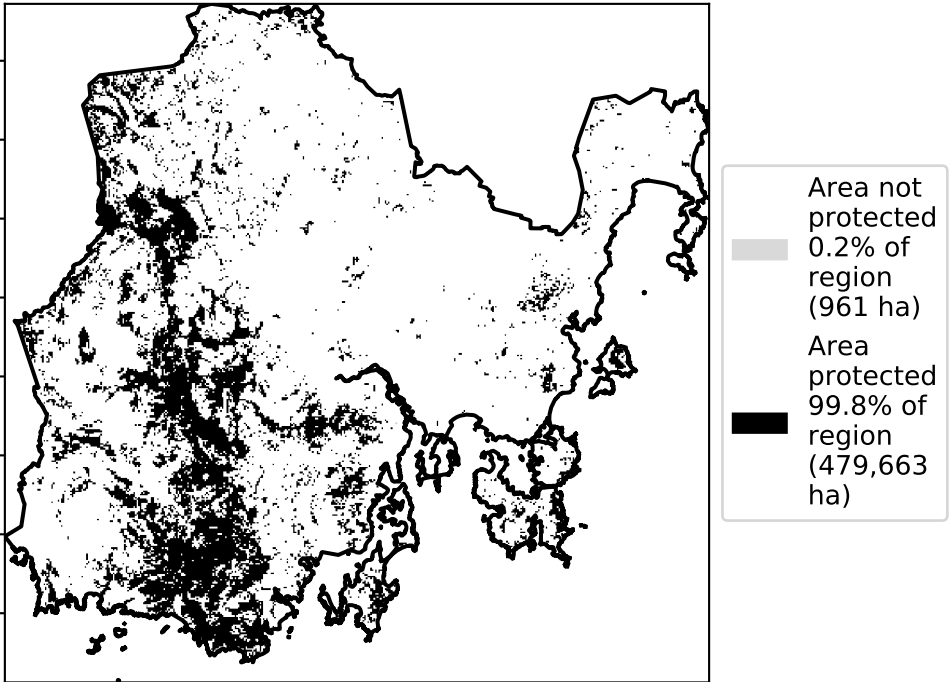 Area not
protected
0.2% of
region
(961 ha)
Area
protected
99.8% of
region
(479,663
ha)